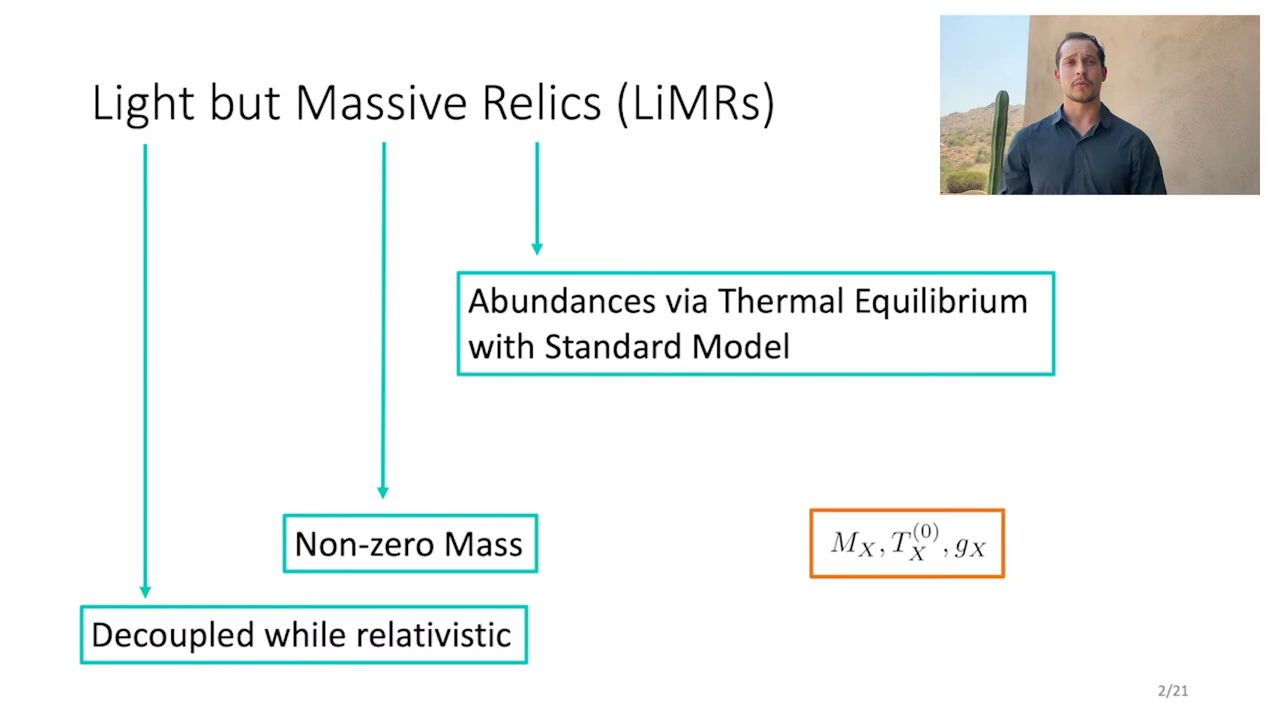 Light but Massive Relics (LiMRs)
Abundances via Thermal Equilibrium
with Standard Model
Non-zero Mass
M_X, T_X^{(0)}, g_X
Decoupled while relativistic
2/21